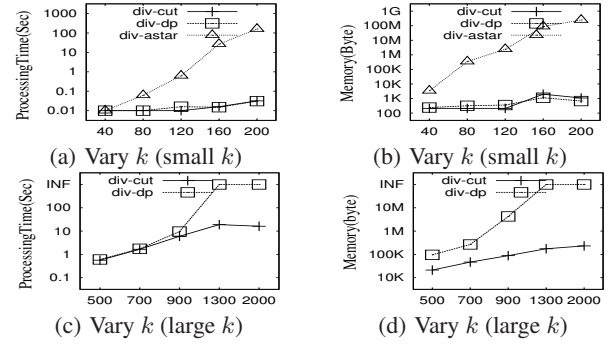 div-cut
div-dp
div-astar
ProcessingTime(Sec)
1000
100
10
1
0.1
0.01
40 80 120 160 200
(a) Vary k (small k)
div-cut
div-dp
div-astar
Memory(Byte)
1G
100M
10M
1M
100K
10K
1K
100
40 80 120 160 200
(b) Vary k (small k)
div-cut
div-dp
ProcessingTime(Sec)
INF
100
10
1
0.1
500 700 900 1300 2000
(c) Vary k (large k)
div-cut
div-dp
Memory(byte)
INF
10M
1M
100K
10K
500 700 900 1300 2000
(d) Vary k (large k)